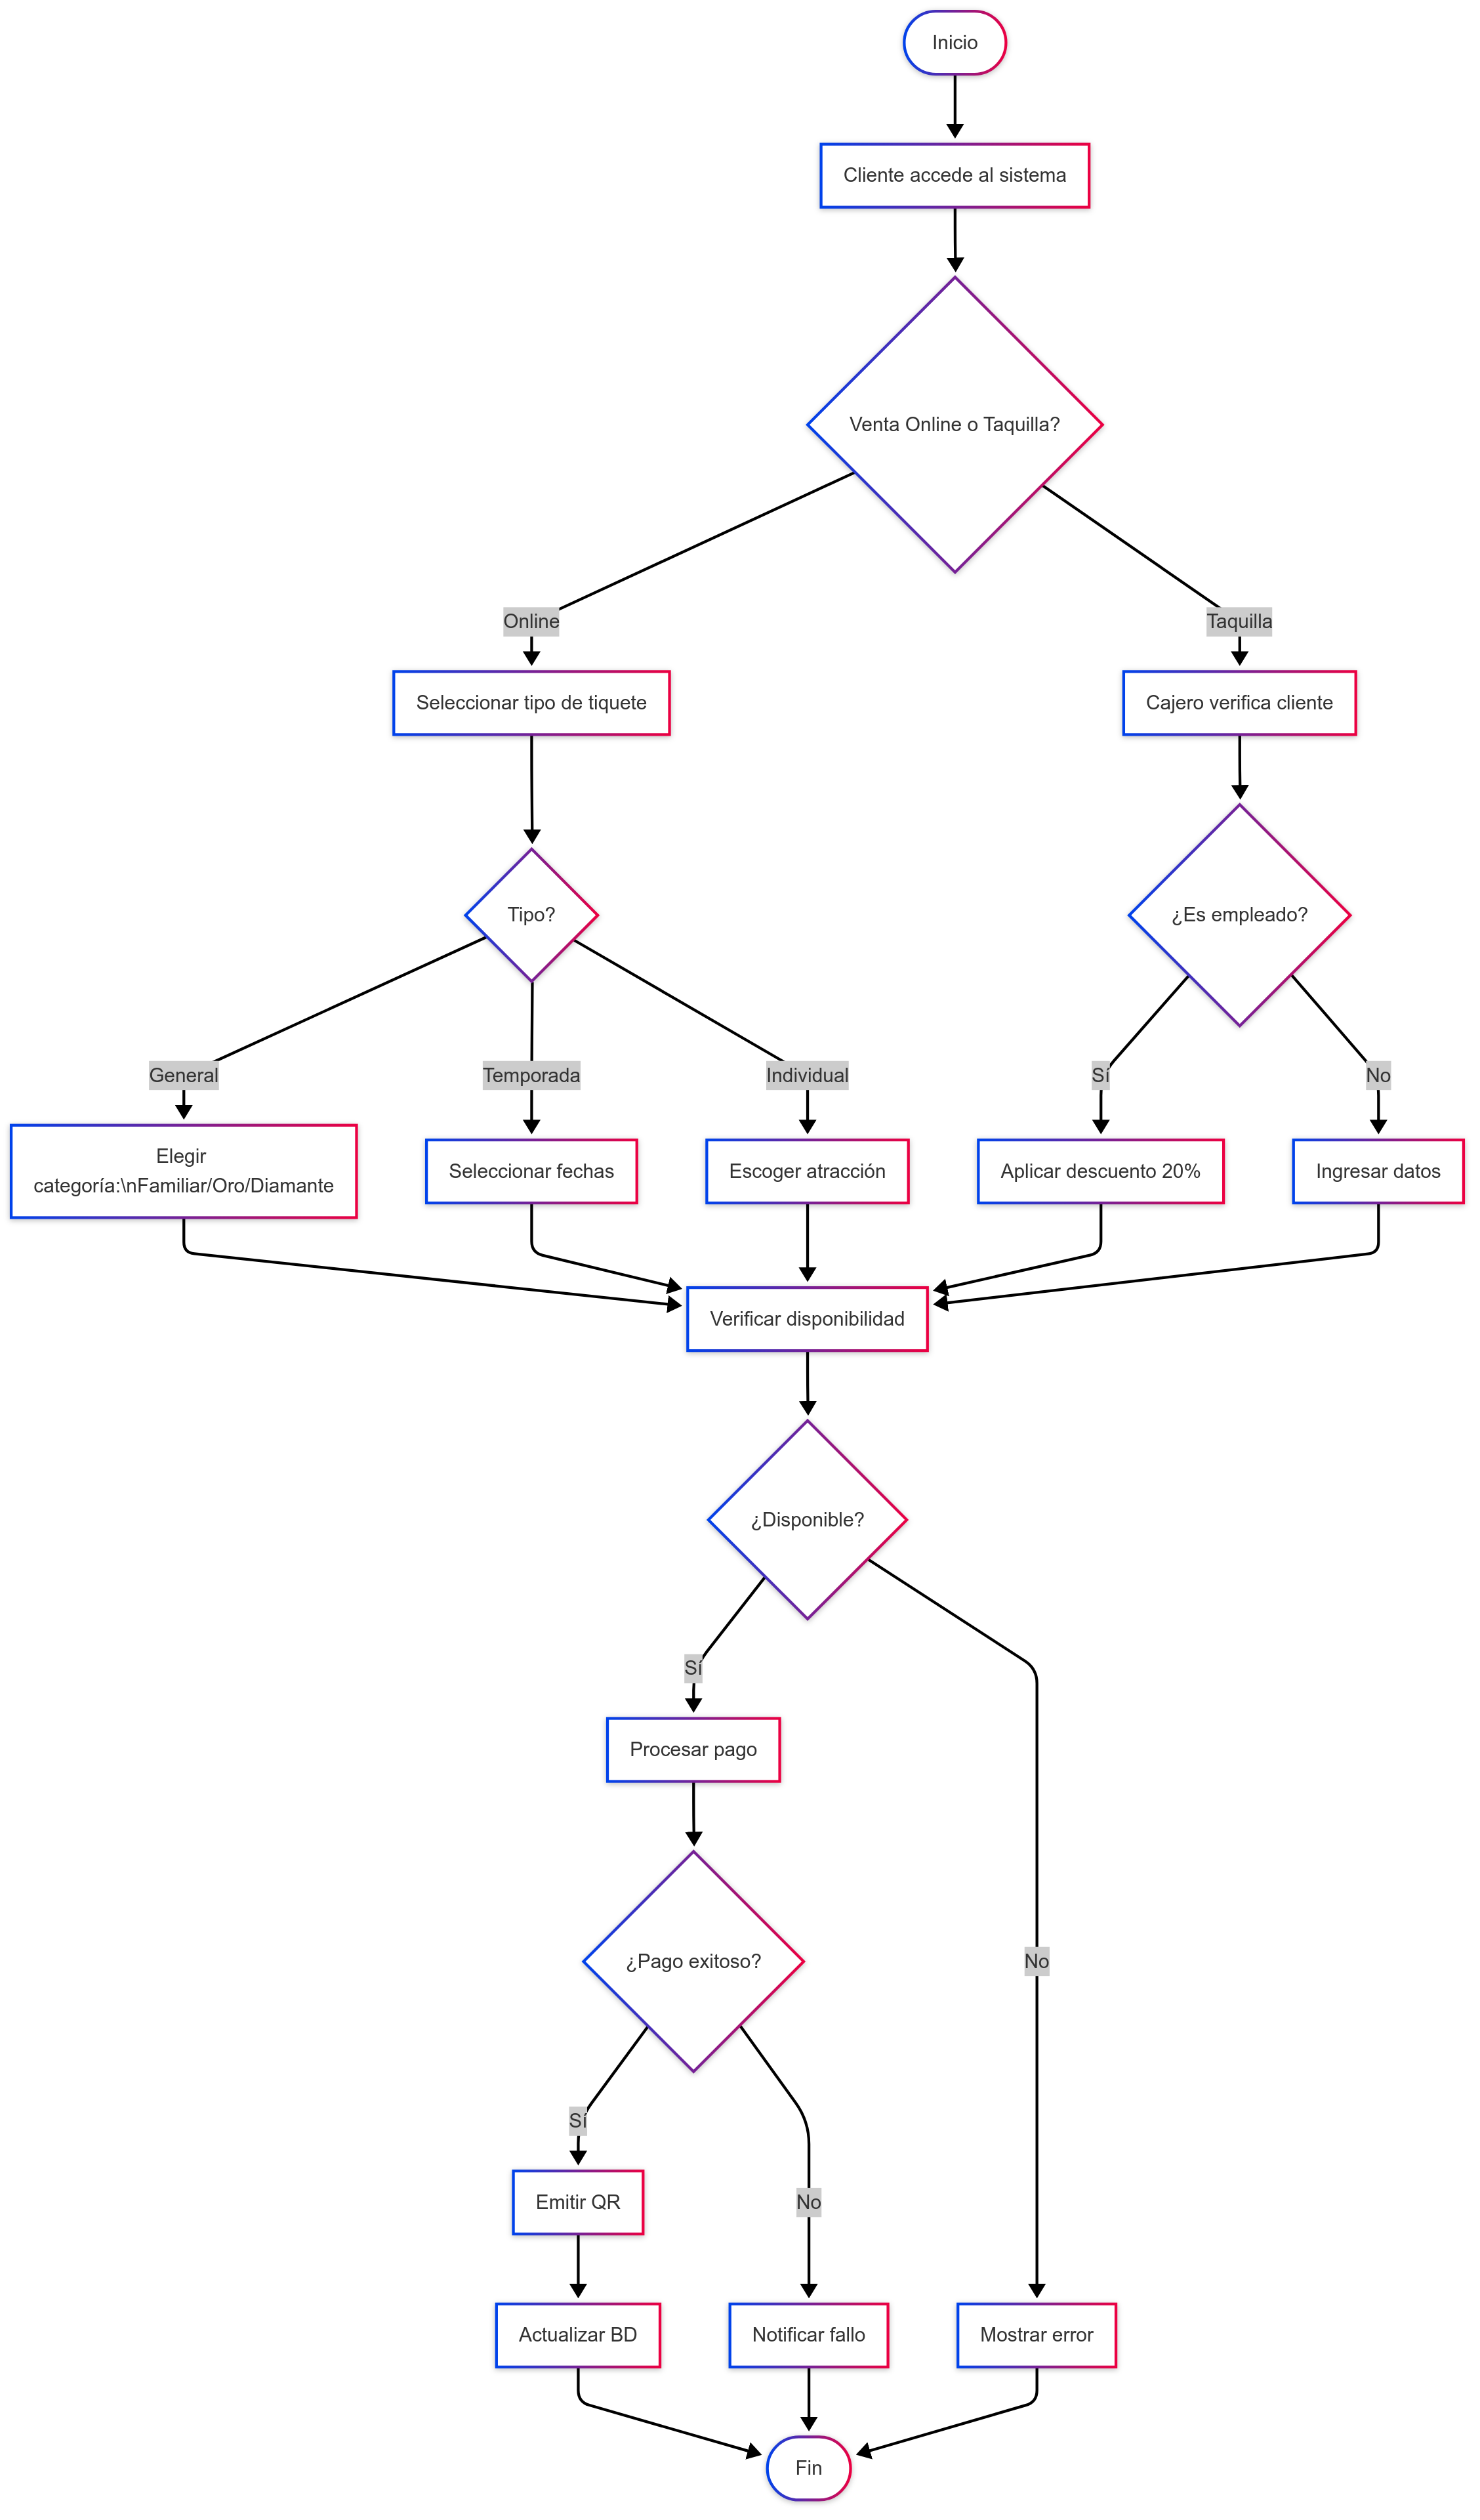 Inicio
Cliente accede al sistema
Venta Online o Taquilla?
Online
Taquilla
Seleccionar tipo de tiquete
Cajero verifica cliente
Tipo?
¿Es empleado?
General
Temporada
Individual
Sí
No
Elegir
categoría:\nFamiliar/Oro/Diamante
Seleccionar fechas
Escoger atracción
Aplicar descuento 20%
Ingresar datos
Verificar disponibilidad
¿Disponible?
Sí
Procesar pago
¿Pago exitoso?
No
Sí
Emitir QR
No
Actualizar BD
Notificar fallo
Mostrar error
Fin